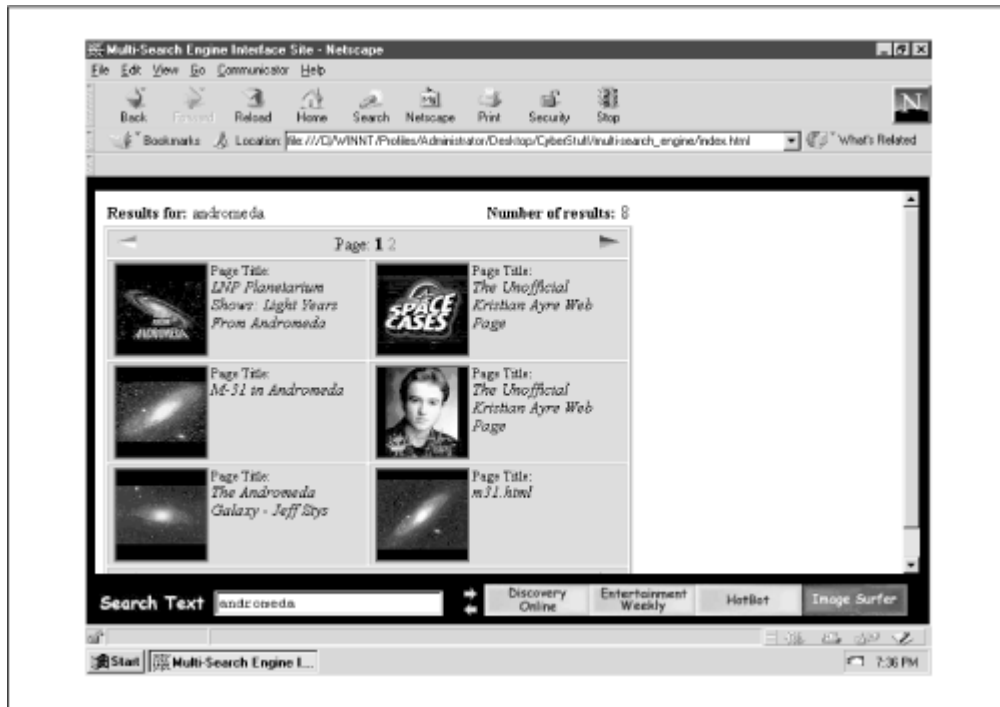 Multi-Search Engine Interface Site - Netscape
File Edit View Go Communicator Help
Back Forward Reload Home Search Netscape Print Security Stop
N
Bookmarks Location: file:///D|/WINNT/Profiles/Administrator/Desktop/CyberStuff/multi-search_engine/index.html What's Related
Results for: andromeda Number of results: 8
Page: 1 2
Page Title:
LNP Planetarium
Shows: Light Years
From Andromeda
ANDROMEDA
Page Title:
The Unofficial
Kristian Ayre Web
Page
SPACE
CASES
Page Title:
M-31 in Andromeda
Page Title:
The Unofficial
Kristian Ayre Web
Page
Page Title:
The Andromeda
Galaxy - Jeff Stys
Page Title:
m31.html
Search Text andromeda
Discovery
Online
Entertainment
Weekly
HotBot
Image Surfer
Start Multi-Search Engine I... 7:36 PM